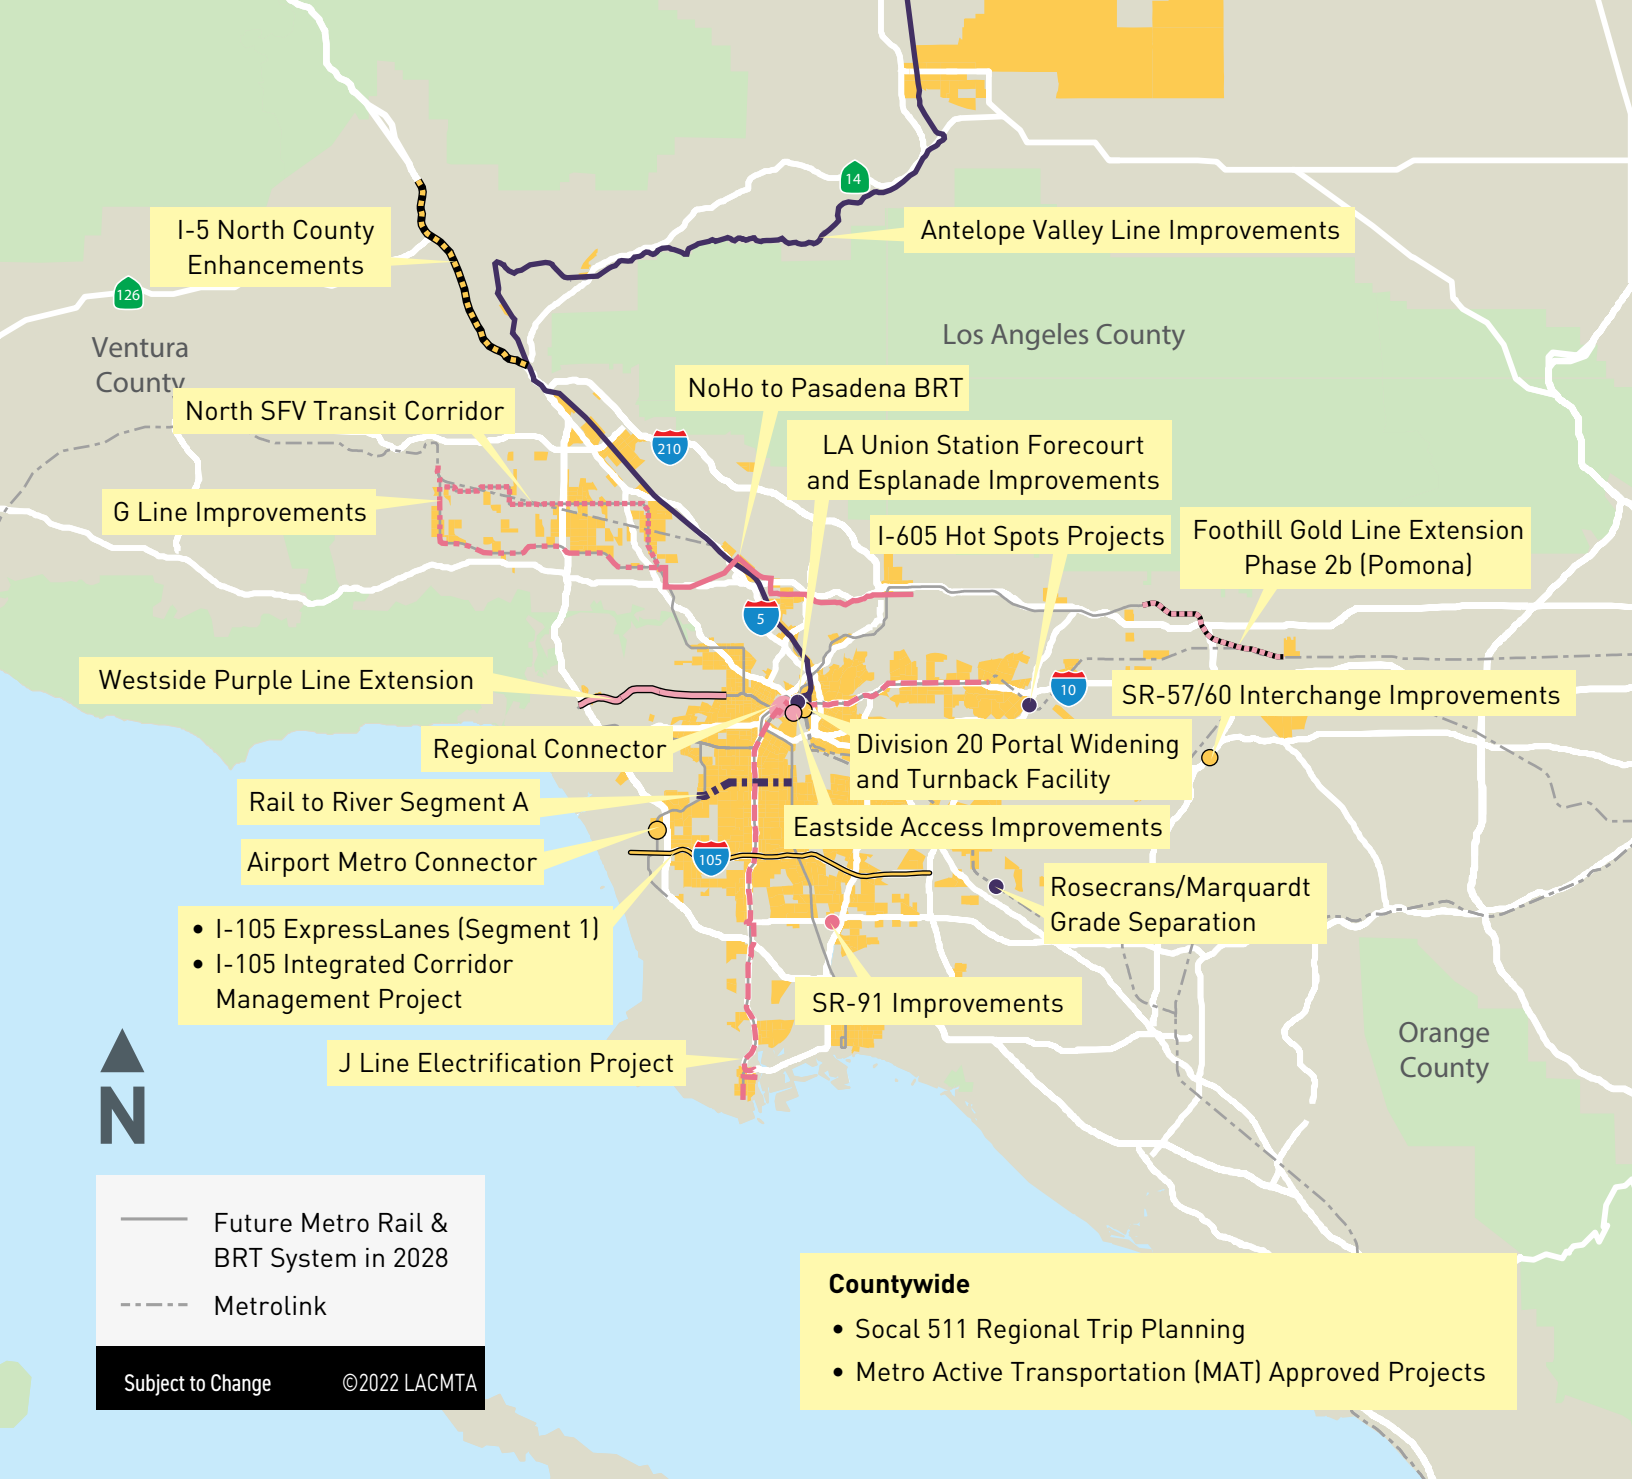 14
I-5 North County
Enhancements
Antelope Valley Line Improvements
126
Ventura
County
Los Angeles County
NoHo to Pasadena BRT
North SFV Transit Corridor
LA Union Station Forecourt
and Esplanade Improvements
210
G Line Improvements
I-605 Hot Spots Projects
Foothill Gold Line Extension
Phase 2b (Pomona)
5
Westside Purple Line Extension
10
SR-57/60 Interchange Improvements
Regional Connector
Division 20 Portal Widening
and Turnback Facility
Rail to River Segment A
Eastside Access Improvements
Airport Metro Connector
105
Rosecrans/Marquardt
Grade Separation
• I-105 ExpressLanes (Segment 1)
• I-105 Integrated Corridor
Management Project
SR-91 Improvements
Orange
County
J Line Electrification Project
N
Future Metro Rail &
BRT System in 2028
Metrolink
Subject to Change ©2022 LACMTA
Countywide
• Socal 511 Regional Trip Planning
• Metro Active Transportation (MAT) Approved Projects